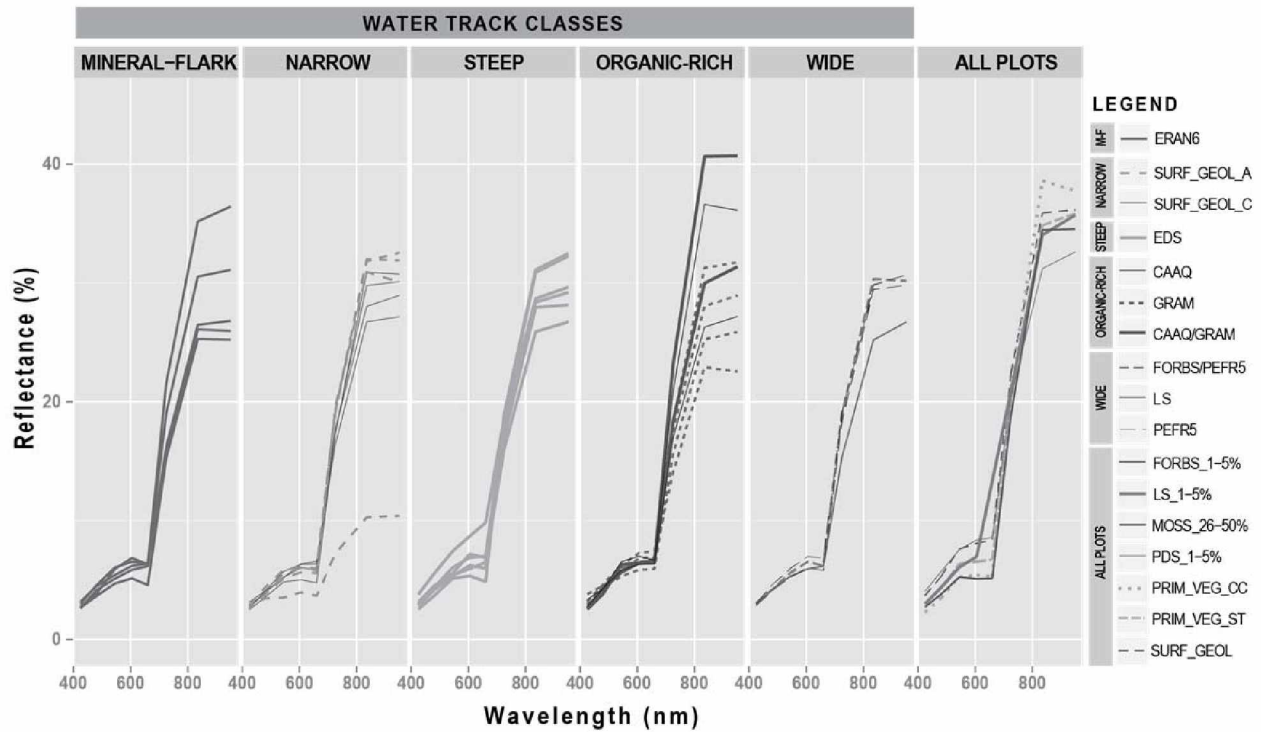 WATER TRACK CLASSES
MINERAL−FLARK NARROW STEEP ORGANIC-RICH WIDE ALL PLOTS
Reflectance (%)
40
20
0
400 600 800 400 600 800 400 600 800 400 600 800 400 600 800 400 600 800
Wavelength (nm)
LEGEND
M-F
ERAN6
NARROW
SURF_GEOL_A
SURF_GEOL_C
STEEP
EDS
ORGANIC-RICH
CAAQ
GRAM
CAAQ/GRAM
WIDE
FORBS/PEFR5
LS
PEFR5
ALL PLOTS
FORBS_1−5%
LS_1−5%
MOSS_26−50%
PDS_1−5%
PRIM_VEG_CC
PRIM_VEG_ST
SURF_GEOL